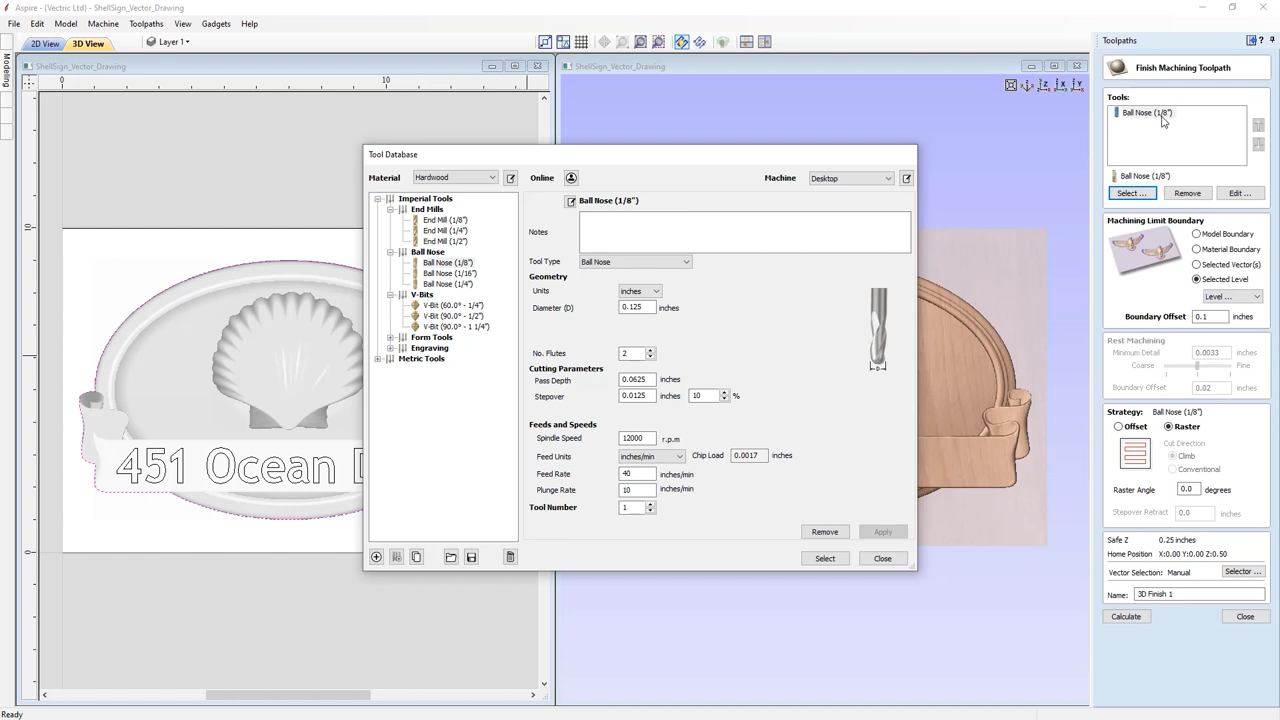 Aspire - {Vectric Ltd} - ShellSign_Vector_Drawing
File Edit Model Machine Toolpaths View Gadgets Help
2D View 3D View Layer 1
Modeling
ShellSign_Vector_Drawing
0 10
10
0
451 Ocean D
ShellSign_Vector_Drawing
Tool Database
Material Hardwood Online Machine Desktop
Imperial Tools
End Mills
End Mill (1/8")
End Mill (1/4")
End Mill (1/2")
Ball Nose
Ball Nose (1/8")
Ball Nose (1/16")
Ball Nose (1/4")
V-Bits
V-Bit (60.0° - 1/4")
V-Bit (90.0° - 1/2")
V-Bit (90.0° - 1 1/4")
Form Tools
Engraving
Metric Tools
Ball Nose (1/8")
Notes
Tool Type Ball Nose
Geometry
Units inches
Diameter (D) 0.125 inches
No. Flutes 2
Cutting Parameters
Pass Depth 0.0625 inches
Stepover 0.0125 inches 10 %
Feeds and Speeds
Spindle Speed 12000 r.p.m
Feed Units inches/min Chip Load 0.0017 inches
Feed Rate 40 inches/min
Plunge Rate 10 inches/min
Tool Number 1
D
Remove Apply
Select Close
Toolpaths
Finish Machining Toolpath
Tools:
Ball Nose (1/8")
Ball Nose (1/8")
Select ... Remove Edit ...
Machining Limit Boundary
Model Boundary
Material Boundary
Selected Vector(s)
Selected Level
Level ...
Boundary Offset 0.1 inches
Rest Machining
Minimum Detail 0.0033 inches
Coarse Fine
Boundary Offset 0.02 inches
Strategy: Ball Nose (1/8")
Offset Raster
Cut Direction
Climb
Conventional
Raster Angle 0.0 degrees
Stepover Retract 0.0 inches
Safe Z 0.25 inches
Home Position X:0.00 Y:0.00 Z:0.50
Vector Selection: Manual Selector ...
Name: 3D Finish 1
Calculate Close
Ready